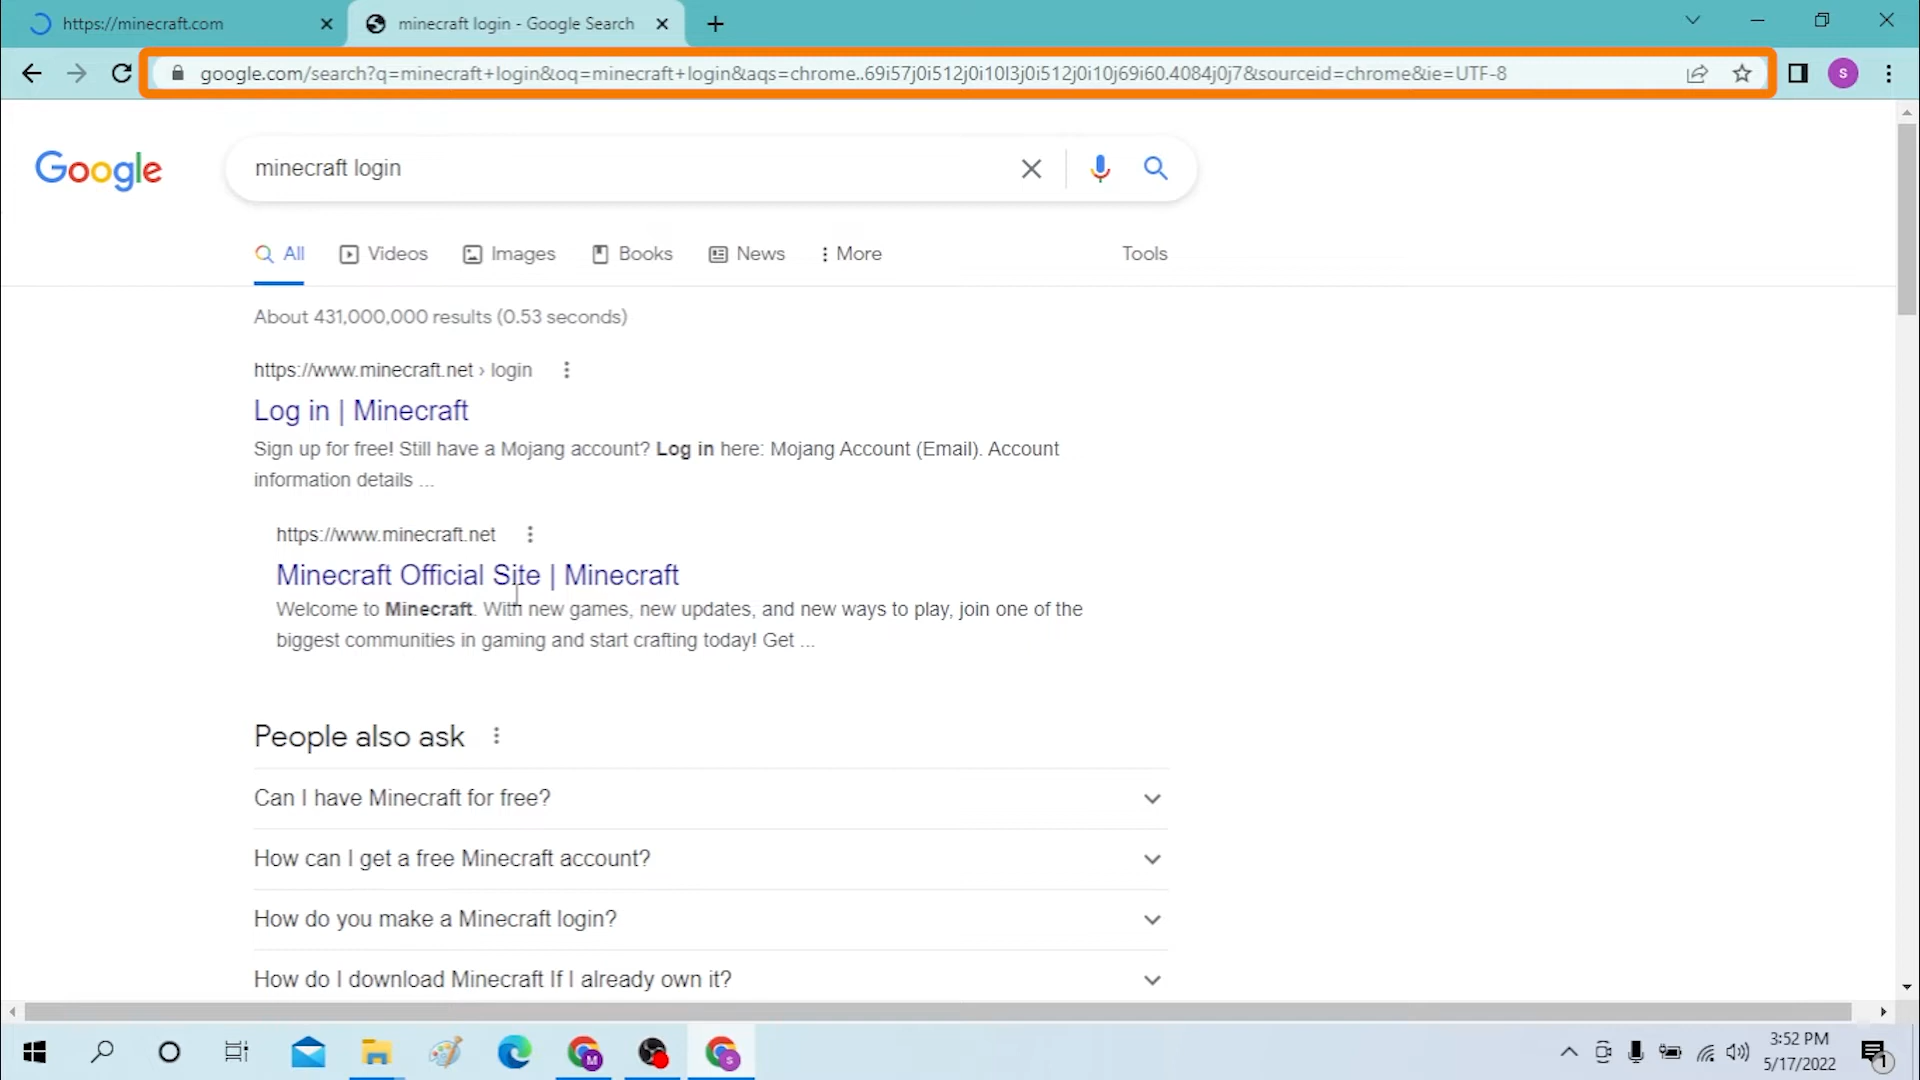 https://minecraft.com
minecraft login - Google Search
google.com/search?q=minecraft+login&oq=minecraft+login&aqs=chrome..69i57j0i512j0i10l3j0i512j0i10j69i60.4084j0j7&sourceid=chrome&ie=UTF-8
S
Google
minecraft login
All
Videos
Images
Books
News
More
Tools
About 431,000,000 results (0.53 seconds)
https://www.minecraft.net › login
Log in | Minecraft
Sign up for free! Still have a Mojang account? Log in here: Mojang Account (Email). Account
information details ...
https://www.minecraft.net
Minecraft Official Site | Minecraft
Welcome to Minecraft. With new games, new updates, and new ways to play, join one of the
biggest communities in gaming and start crafting today! Get ...
People also ask
Can I have Minecraft for free?
How can I get a free Minecraft account?
How do you make a Minecraft login?
How do I download Minecraft If I already own it?
M
S
3:52 PM
5/17/2022
1